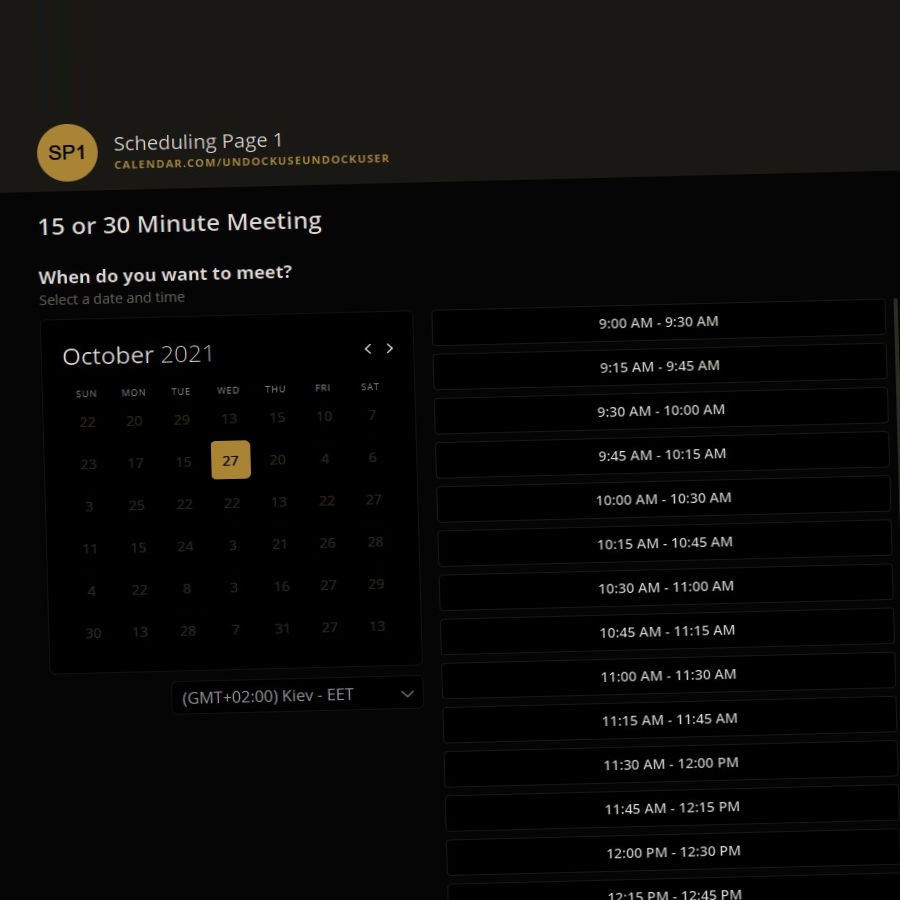 SP1
Scheduling Page 1
CALENDAR.COM/UNDOCKUSEUNDOCKUSER
15 or 30 Minute Meeting
When do you want to meet?
Select a date and time
October 2021
SUN MON TUE WED THU FRI SAT
22 20 29 13 15 10 7
23 17 15 27 20 4 6
3 25 22 22 13 22 27
11 15 24 3 21 26 28
4 22 8 3 16 27 29
30 13 28 7 31 27 13
(GMT+02:00) Kiev - EET
9:00 AM - 9:30 AM
9:15 AM - 9:45 AM
9:30 AM - 10:00 AM
9:45 AM - 10:15 AM
10:00 AM - 10:30 AM
10:15 AM - 10:45 AM
10:30 AM - 11:00 AM
10:45 AM - 11:15 AM
11:00 AM - 11:30 AM
11:15 AM - 11:45 AM
11:30 AM - 12:00 PM
11:45 AM - 12:15 PM
12:00 PM - 12:30 PM
12:15 PM - 12:45 PM